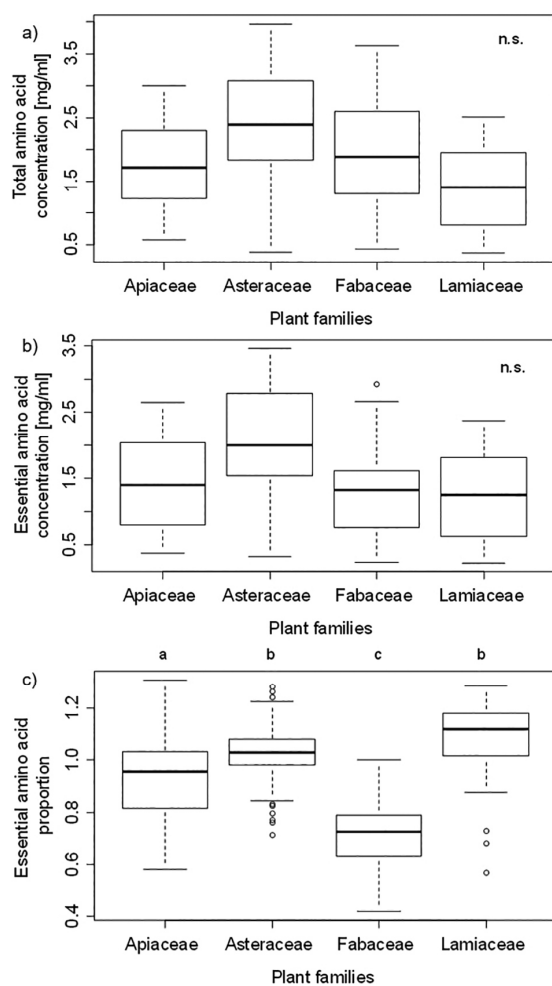 a)
n.s.
Total amino acid
concentration [mg/ml]
3.5
2.5
1.5
0.5
Apiaceae Asteraceae Fabaceae Lamiaceae
Plant families
b)
n.s.
Essential amino acid
concentration [mg/ml]
3.5
2.5
1.5
0.5
Apiaceae Asteraceae Fabaceae Lamiaceae
Plant families
a b c b
c)
Essential amino acid
proportion
1.2
1.0
0.8
0.6
0.4
Apiaceae Asteraceae Fabaceae Lamiaceae
Plant families